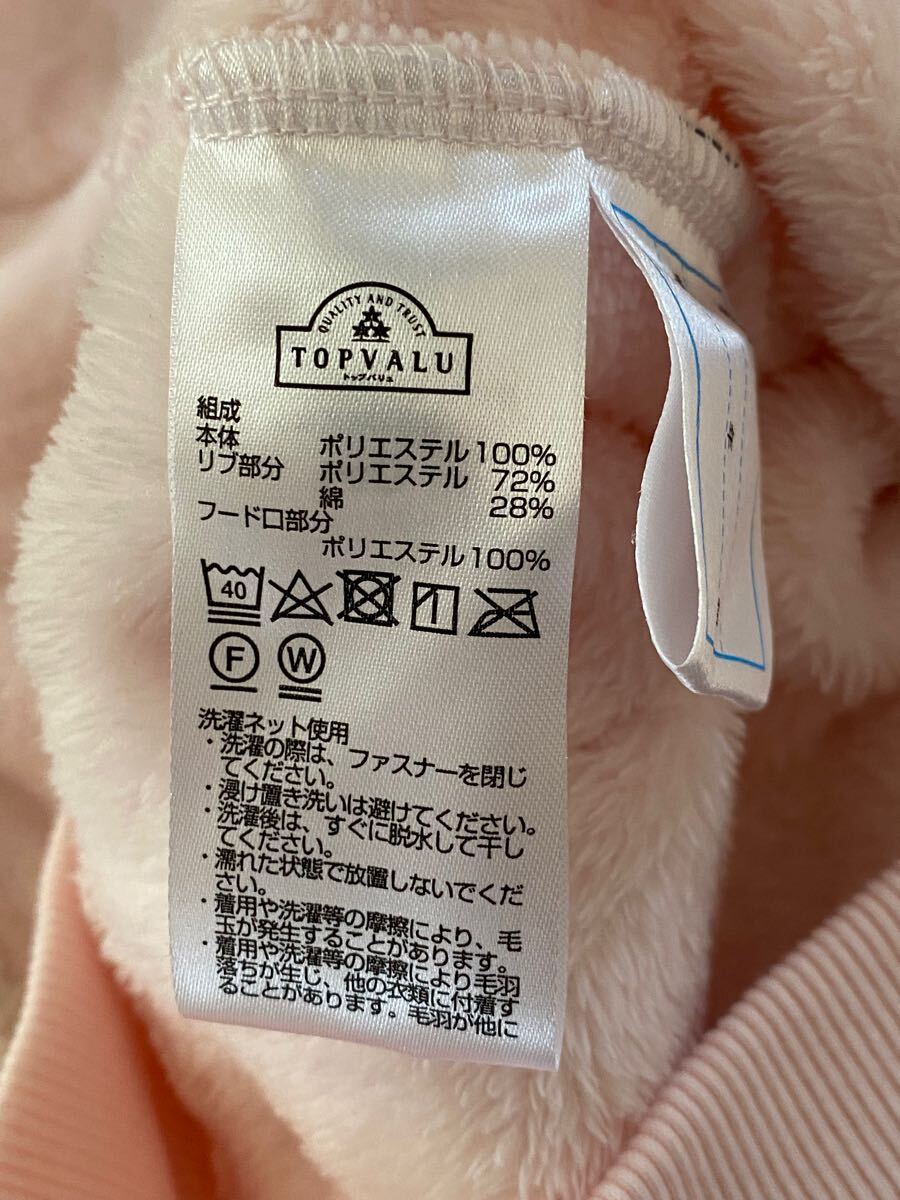 QUALITY AND TRUST
TOPVALU
トップバリュ
組成
本体 ポリエステル 100%
リブ部分 ポリエステル 72%
綿 28%
フード口部分
ポリエステル 100%
40
F W
洗濯ネット使用
・洗濯の際は、ファスナーを閉じ
てください。
・浸け置き洗いは避けてください。
・洗濯後は、すぐに脱水して干し
てください。
・濡れた状態で放置しないでくだ
さい。
・着用や洗濯等の摩擦により、毛
玉が発生することがあります。
・着用や洗濯等の摩擦により毛羽
落ちが生じ、他の衣類に付着す
ることがあります。毛羽が他に